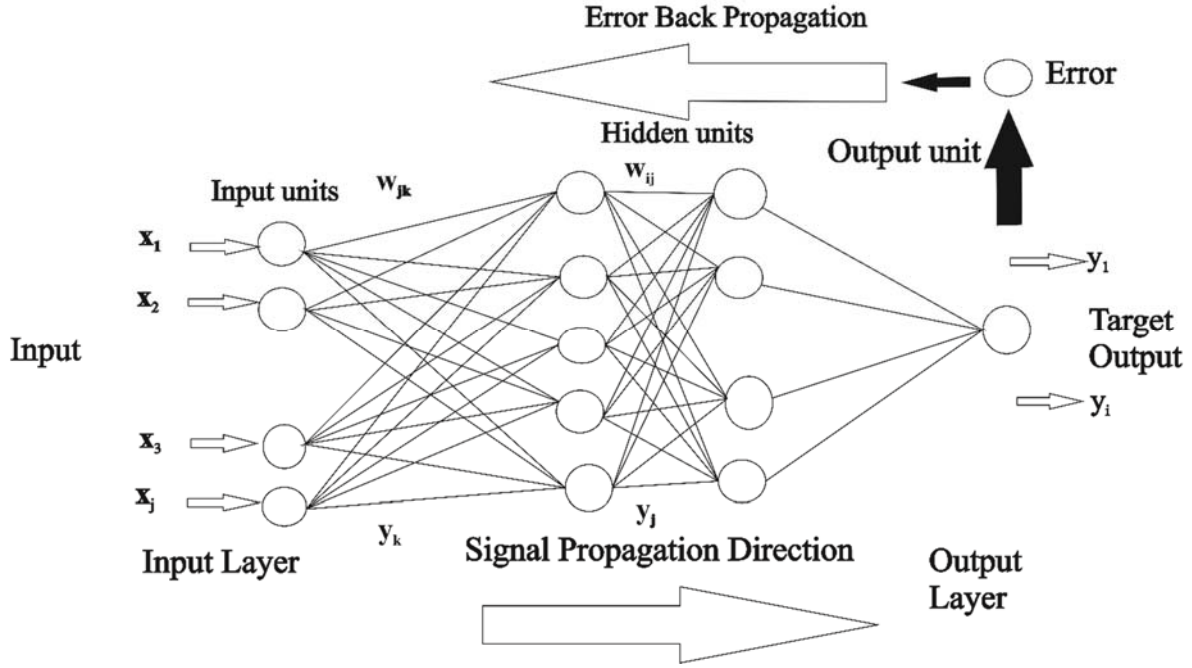 Error Back Propagation
Error
Hidden units
Output unit
Input units
w_jk
w_ij
x_1
y_1
x_2
Input
Target
Output
y_i
x_3
x_j
y_k
y_j
Input Layer
Signal Propagation Direction
Output
Layer